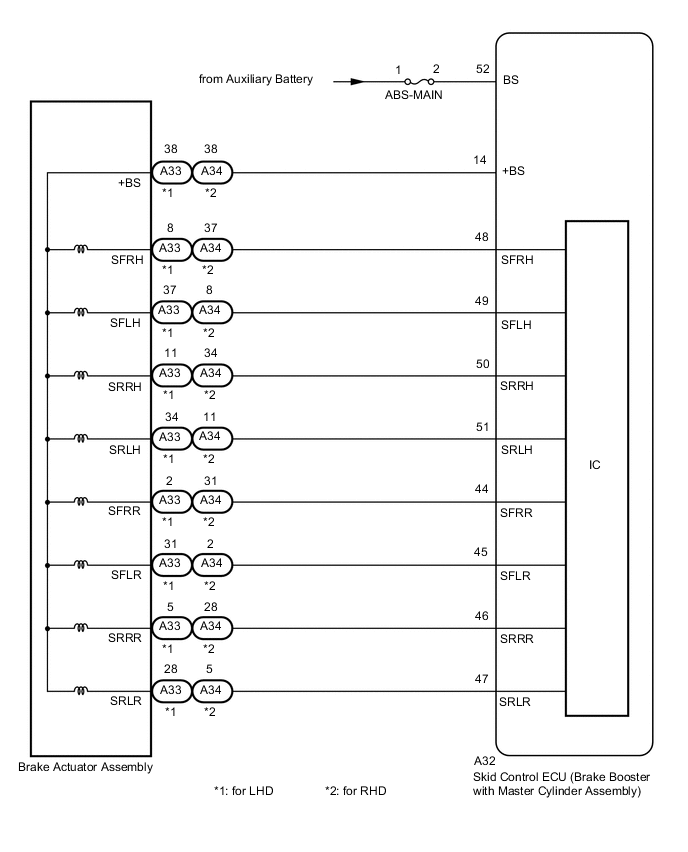 from Auxiliary Battery
1 2 52
BS
ABS-MAIN
38 38 14
A33 A34 +BS
+BS *1 *2
8 37 48
A33 A34
SFRH *1 *2 SFRH
37 8 49
A33 A34
SFLH *1 *2 SFLH
11 34 50
A33 A34
SRRH *1 *2 SRRH
34 11 51
A33 A34
SRLH *1 *2 SRLH
IC
2 31 44
A33 A34
SFRR *1 *2 SFRR
31 2 45
A33 A34
SFLR *1 *2 SFLR
5 28 46
A33 A34
SRRR *1 *2 SRRR
28 5 47
A33 A34
SRLR *1 *2 SRLR
A32
Brake Actuator Assembly
Skid Control ECU (Brake Booster
with Master Cylinder Assembly)
*1: for LHD *2: for RHD